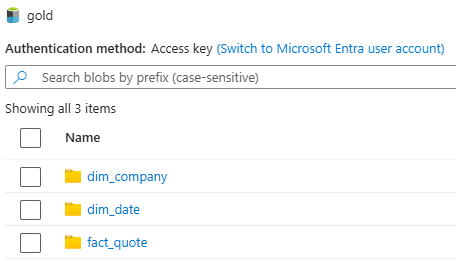 gold
Authentication method: Access key (Switch to Microsoft Entra user account)
Search blobs by prefix (case-sensitive)
Showing all 3 items
Name
dim_company
dim_date
fact_quote